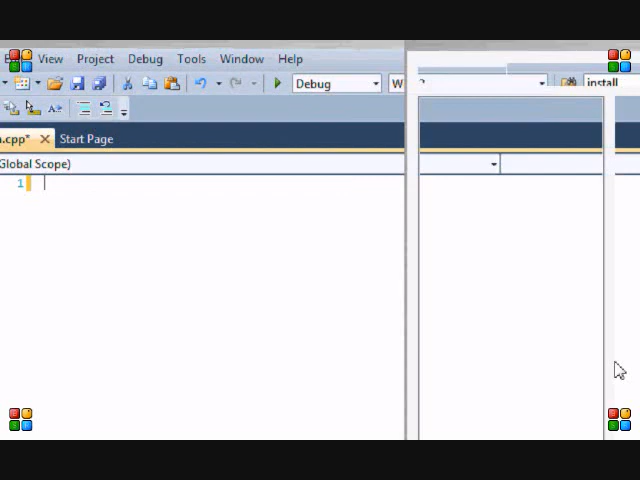 View Project Debug Tools Window Help
Debug W
install
.cpp* X Start Page
Global Scope)
1